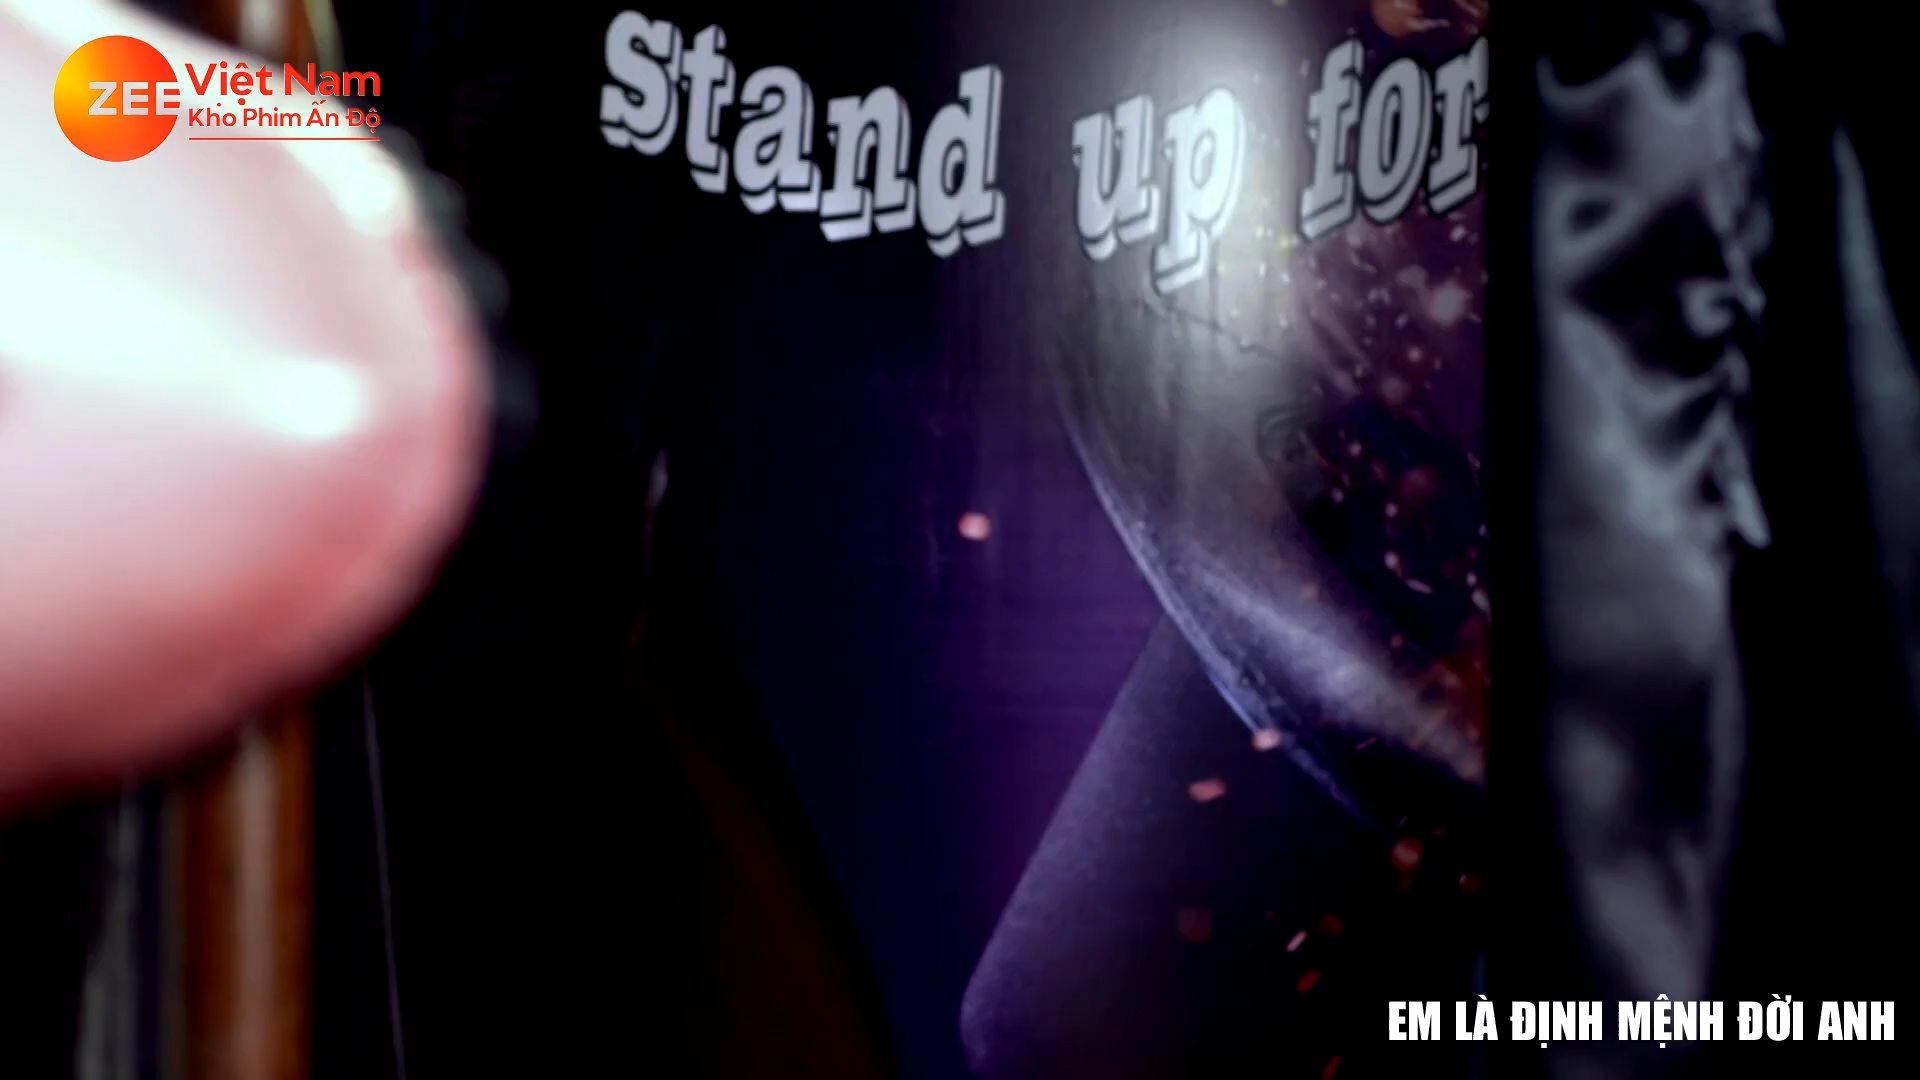 ZEE Việt Nam
Kho Phim Ấn Độ
stand up for
EM LÀ ĐỊNH MỆNH ĐỜI ANH